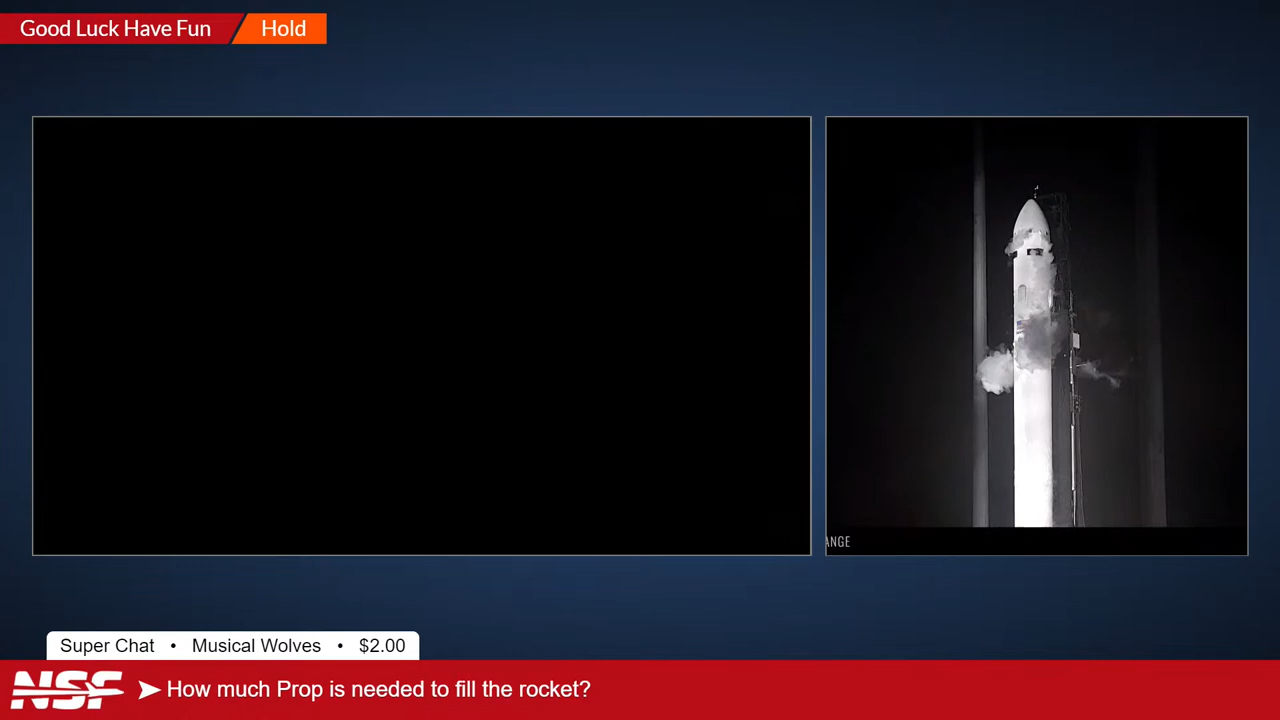 Good Luck Have Fun Hold
ANGE
Super Chat • Musical Wolves • $2.00
NSF ➤ How much Prop is needed to fill the rocket?